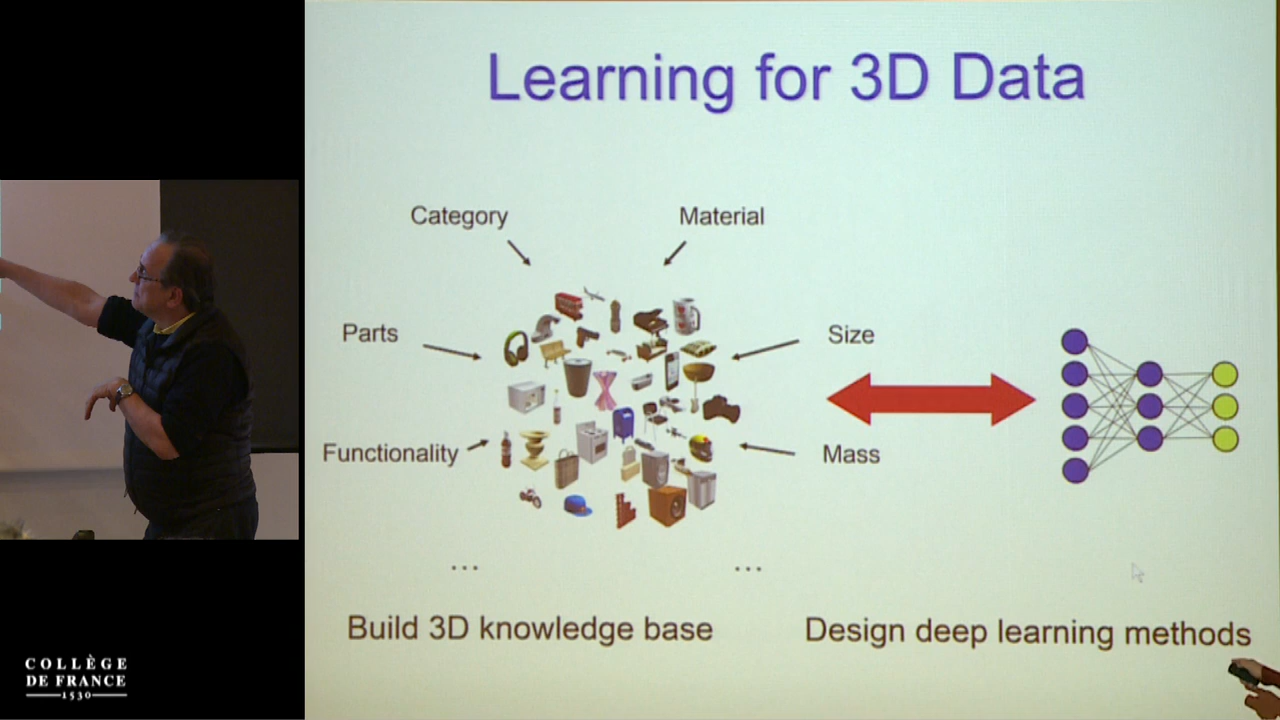 Learning for 3D Data
Category
Material
Parts
Size
Functionality
Mass
...
...
Build 3D knowledge base
Design deep learning methods
COLLÈGE
DE FRANCE
1530